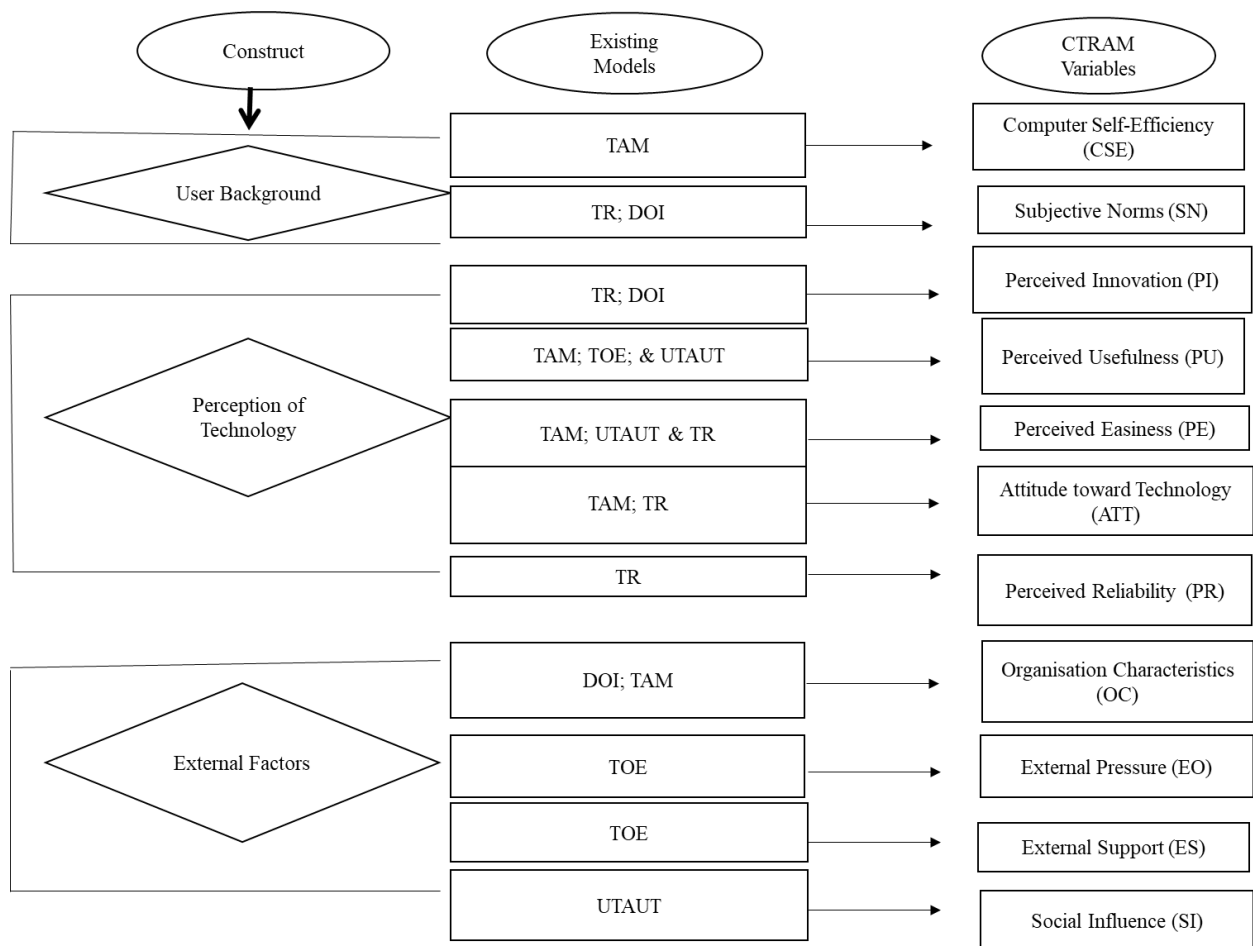 Construct
Existing
Models
CTRAM
Variables
TAM
Computer Self-Efficiency
(CSE)
User Background
TR; DOI
Subjective Norms (SN)
TR; DOI
Perceived Innovation (PI)
TAM; TOE; & UTAUT
Perceived Usefulness (PU)
Perception of
Technology
TAM; UTAUT & TR
Perceived Easiness (PE)
TAM; TR
Attitude toward Technology
(ATT)
TR
Perceived Reliability (PR)
DOI; TAM
Organisation Characteristics
(OC)
External Factors
TOE
External Pressure (EO)
TOE
External Support (ES)
UTAUT
Social Influence (SI)